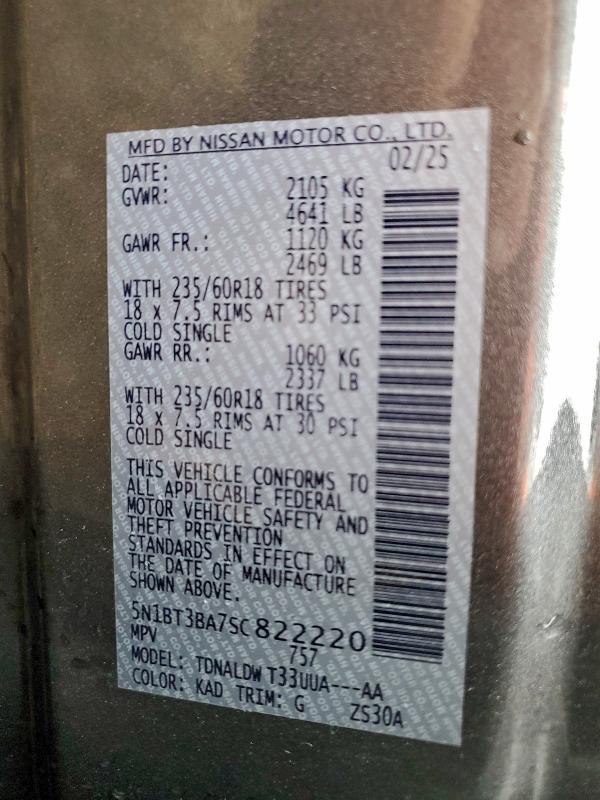 MFD BY NISSAN MOTOR CO., LTD.
DATE: 02/25
GVWR: 2105 KG
4641 LB
GAWR FR.: 1120 KG
2469 LB
WITH 235/60R18 TIRES
18 x 7.5 RIMS AT 33 PSI
COLD SINGLE
GAWR RR.: 1060 KG
2337 LB
WITH 235/60R18 TIRES
18 x 7.5 RIMS AT 30 PSI
COLD SINGLE
THIS VEHICLE CONFORMS TO
ALL APPLICABLE FEDERAL
MOTOR VEHICLE SAFETY AND
THEFT PREVENTION
STANDARDS IN EFFECT ON
THE DATE OF MANUFACTURE
SHOWN ABOVE.
5N1BT3BA7SC822220
MPV 757
MODEL: TDNALDW T33UUA---AA
COLOR: KAD TRIM: G ZS30A